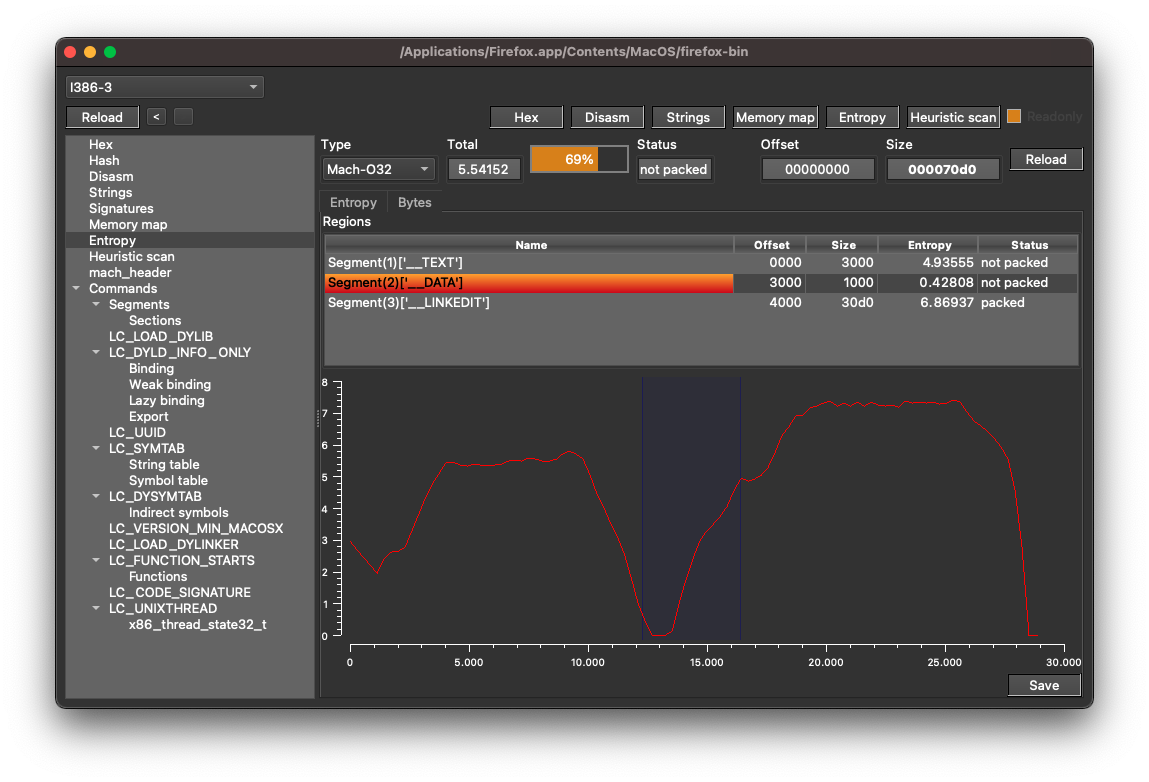 /Applications/Firefox.app/Contents/MacOS/firefox-bin
I386-3
Reload < Hex Disasm Strings Memory map Entropy Heuristic scan Readonly
Hex
Hash
Disasm
Strings
Signatures
Memory map
Entropy
Heuristic scan
mach_header
Commands
Segments
Sections
LC_LOAD_DYLIB
LC_DYLD_INFO_ONLY
Binding
Weak binding
Lazy binding
Export
LC_UUID
LC_SYMTAB
String table
Symbol table
LC_DYSYMTAB
Indirect symbols
LC_VERSION_MIN_MACOSX
LC_LOAD_DYLINKER
LC_FUNCTION_STARTS
Functions
LC_CODE_SIGNATURE
LC_UNIXTHREAD
x86_thread_state32_t
Type Total Status Offset Size
Mach-O32 5.54152 69% not packed 00000000 000070d0 Reload
Entropy Bytes
Regions
Name Offset Size Entropy Status
Segment(1)['__TEXT'] 0000 3000 4.93555 not packed
Segment(2)['__DATA'] 3000 1000 0.42808 not packed
Segment(3)['__LINKEDIT'] 4000 30d0 6.86937 packed
8
7
6
5
4
3
2
1
0
0 5.000 10.000 15.000 20.000 25.000 30.000
Save